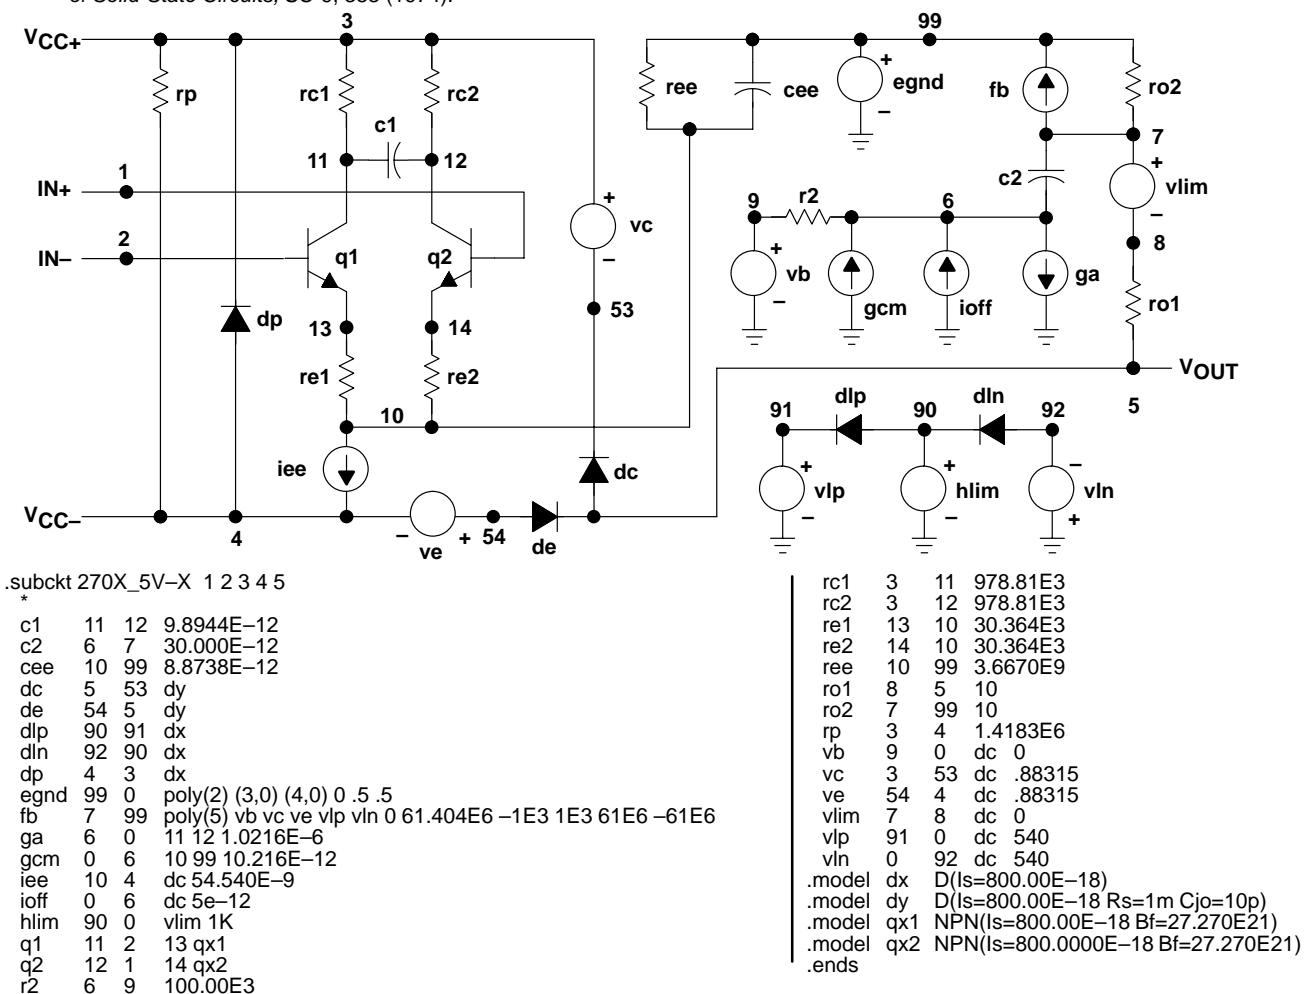 of Solid-State Circuits, SC-9, 353 (1974).
3
99
VCC+
rp
rc1
rc2
c1
11
12
1
IN+
2
IN–
q1
q2
+
vc
–
53
dp
13
14
re1
re2
10
iee
dc
VCC–
4
–
ve
+
54
de
ree
cee
+
egnd
–
fb
ro2
7
c2
+
vlim
–
8
9
r2
6
+
vb
–
gcm
ioff
ga
ro1
VOUT
5
91
dlp
90
dln
92
+
vlp
–
+
hlim
–
–
vln
+
.subckt 270X_5V–X 1 2 3 4 5
*
c1 11 12 9.8944E–12
c2 6 7 30.000E–12
cee 10 99 8.8738E–12
dc 5 53 dy
de 54 5 dy
dlp 90 91 dx
dln 92 90 dx
dp 4 3 dx
egnd 99 0 poly(2) (3,0) (4,0) 0 .5 .5
fb 7 99 poly(5) vb vc ve vlp vln 0 61.404E6 –1E3 1E3 61E6 –61E6
ga 6 0 11 12 1.0216E–6
gcm 0 6 10 99 10.216E–12
iee 10 4 dc 54.540E–9
ioff 0 6 dc 5e–12
hlim 90 0 vlim 1K
q1 11 2 13 qx1
q2 12 1 14 qx2
r2 6 9 100.00E3
rc1 3 11 978.81E3
rc2 3 12 978.81E3
re1 13 10 30.364E3
re2 14 10 30.364E3
ree 10 99 3.6670E9
ro1 8 5 10
ro2 7 99 10
rp 3 4 1.4183E6
vb 9 0 dc 0
vc 3 53 dc .88315
ve 54 4 dc .88315
vlim 7 8 dc 0
vlp 91 0 dc 540
vln 0 92 dc 540
.model dx D(Is=800.00E–18)
.model dy D(Is=800.00E–18 Rs=1m Cjo=10p)
.model qx1 NPN(Is=800.00E–18 Bf=27.270E21)
.model qx2 NPN(Is=800.0000E–18 Bf=27.270E21)
.ends